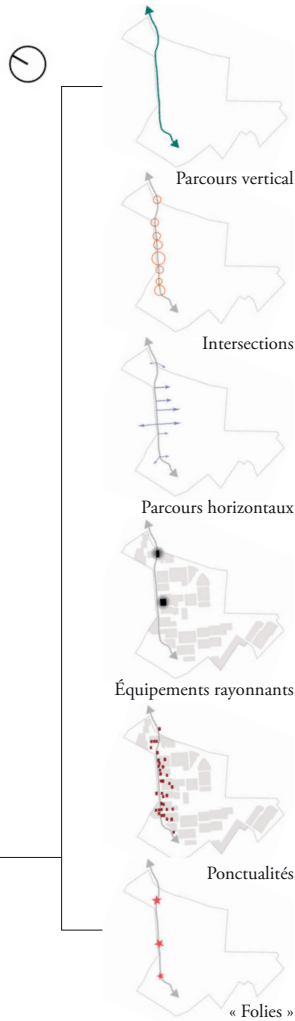 Parcours vertical
Intersections
Parcours horizontaux
Équipements rayonnants
Ponctualités
« Folies »